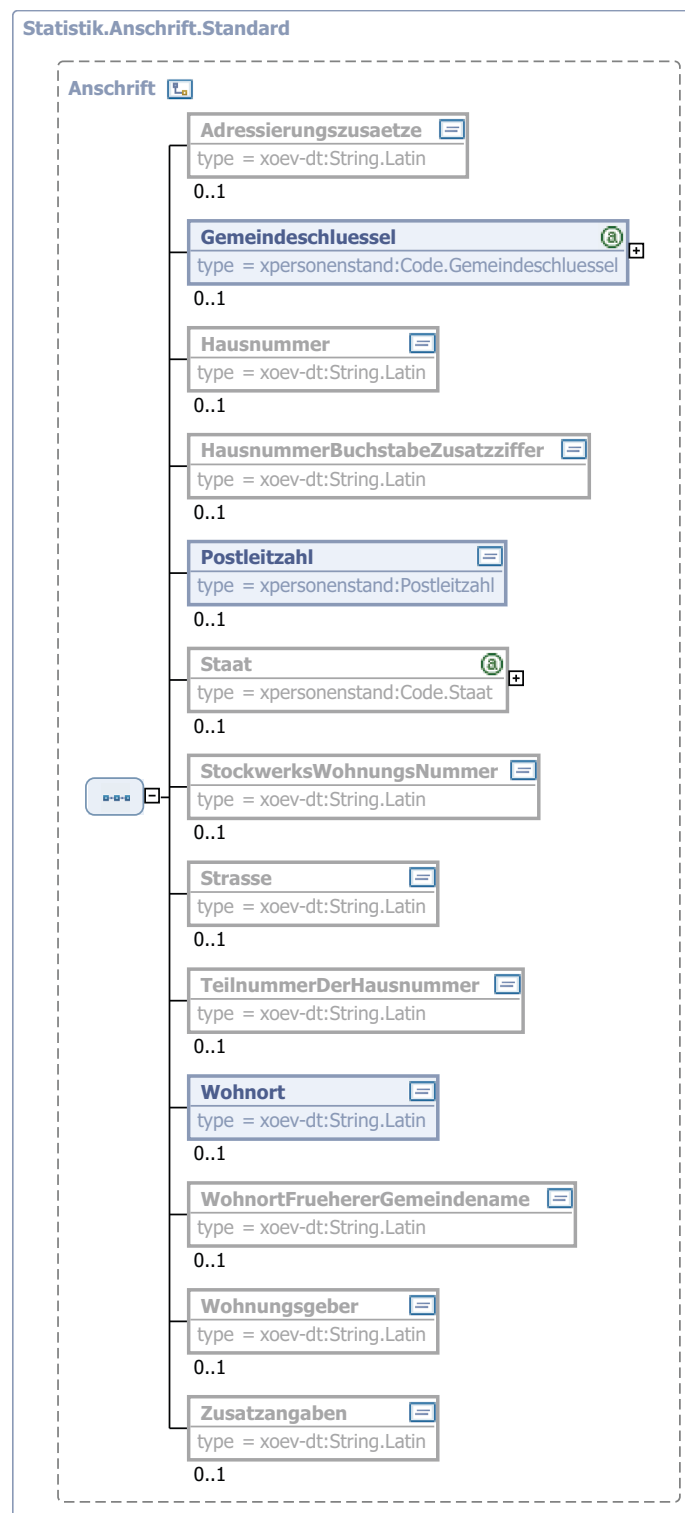 Statistik.Anschrift.Standard
Anschrift
Adressierungszusaetze
type = xoev-dt:String.Latin
0..1
Gemeindeschluessel
type = xpersonenstand:Code.Gemeindeschluessel
0..1
Hausnummer
type = xoev-dt:String.Latin
0..1
HausnummerBuchstabeZusatzziffer
type = xoev-dt:String.Latin
0..1
Postleitzahl
type = xpersonenstand:Postleitzahl
0..1
Staat
type = xpersonenstand:Code.Staat
0..1
StockwerksWohnungsNummer
type = xoev-dt:String.Latin
0..1
Strasse
type = xoev-dt:String.Latin
0..1
TeilnummerDerHausnummer
type = xoev-dt:String.Latin
0..1
Wohnort
type = xoev-dt:String.Latin
0..1
WohnortFruehererGemeindename
type = xoev-dt:String.Latin
0..1
Wohnungsgeber
type = xoev-dt:String.Latin
0..1
Zusatzangaben
type = xoev-dt:String.Latin
0..1